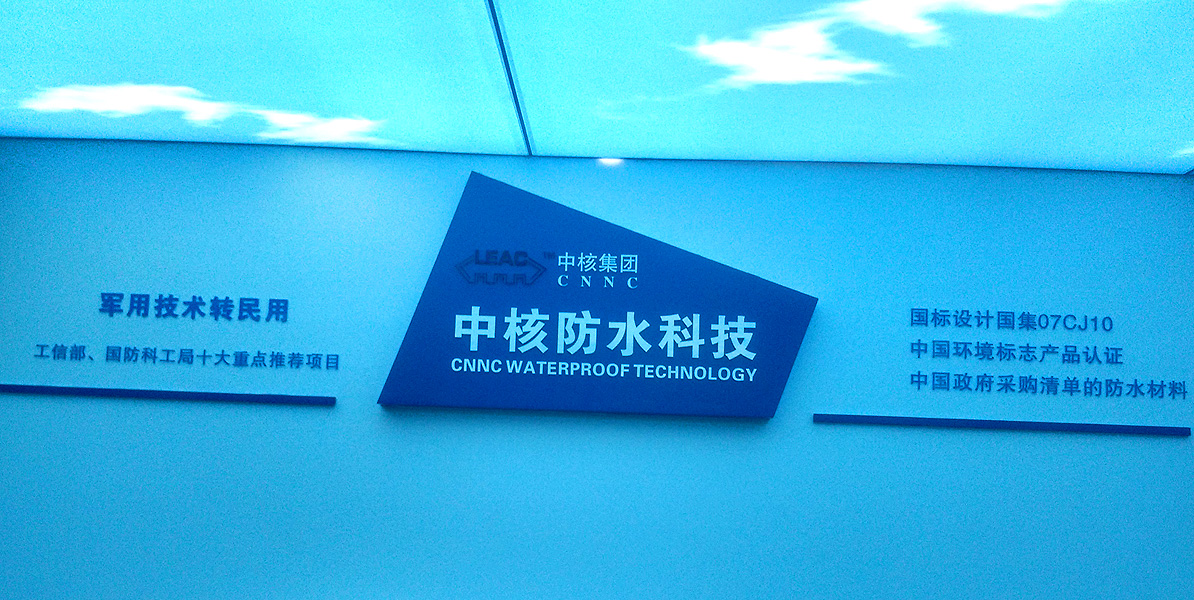 军用技术转民用
工信部、国防科工局十大重点推荐项目
LEAC™ 中核集团
CNNC
中核防水科技
CNNC WATERPROOF TECHNOLOGY
国标设计国集07CJ10
中国环境标志产品认证
中国政府采购清单的防水材料